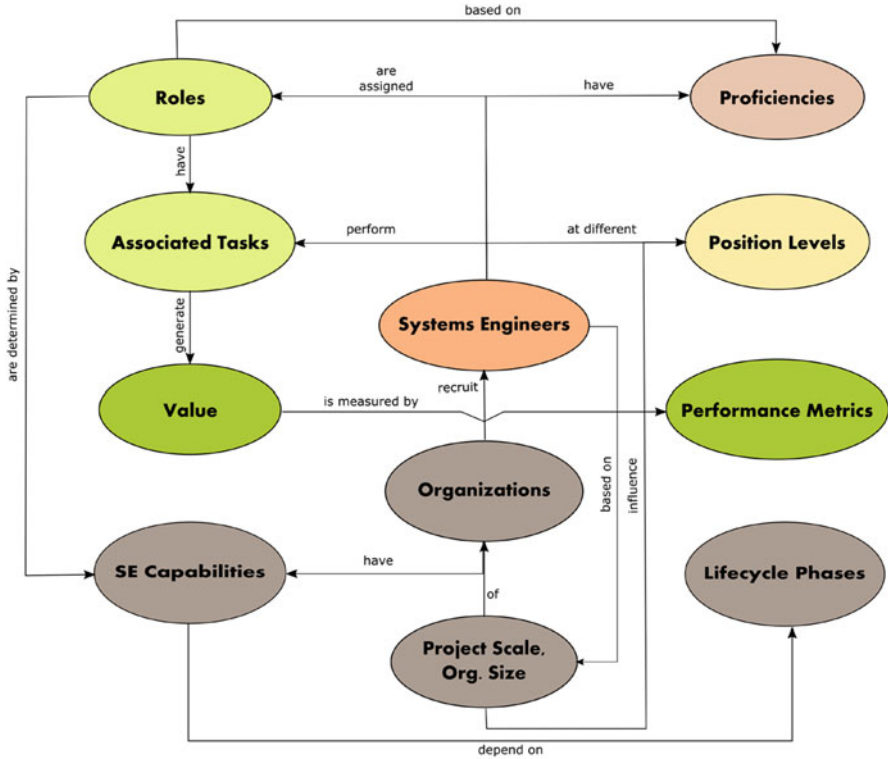 based on
are
assigned
have
Roles
Proficiencies
have
Associated Tasks
perform
at different
Position Levels
are determined by
generate
Systems Engineers
recruit
Value
is measured by
Performance Metrics
based on
influence
Organizations
SE Capabilities
have
Lifecycle Phases
of
Project Scale,
Org. Size
depend on